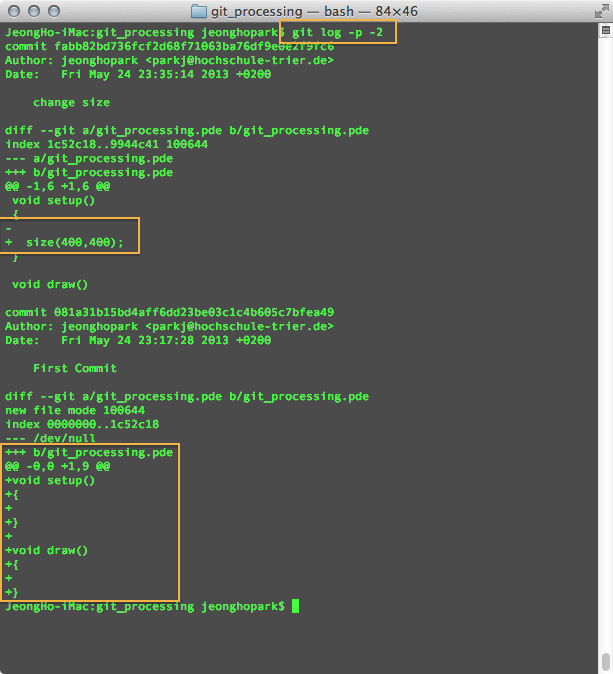 git_processing — bash — 84×46
JeongHo-iMac:git_processing jeonghopark$ git log -p -2
commit fabb82bd736fcf2d68f71063ba76df9e0e2f9fc6
Author: jeonghopark <parkj@hochschule-trier.de>
Date:   Fri May 24 23:35:14 2013 +0200
    change size
diff --git a/git_processing.pde b/git_processing.pde
index 1c52c18..9944c41 100644
--- a/git_processing.pde
+++ b/git_processing.pde
@@ -1,6 +1,6 @@
 void setup()
 {
-
+  size(400,400);
 }
 void draw()
commit 081a31b15bd4aff6dd23be03c1c4b605c7bfea49
Author: jeonghopark <parkj@hochschule-trier.de>
Date:   Fri May 24 23:17:28 2013 +0200
    First Commit
diff --git a/git_processing.pde b/git_processing.pde
new file mode 100644
index 0000000..1c52c18
--- /dev/null
+++ b/git_processing.pde
@@ -0,0 +1,9 @@
+void setup()
+{
+
+}
+
+void draw()
+{
+
+}
JeongHo-iMac:git_processing jeonghopark$